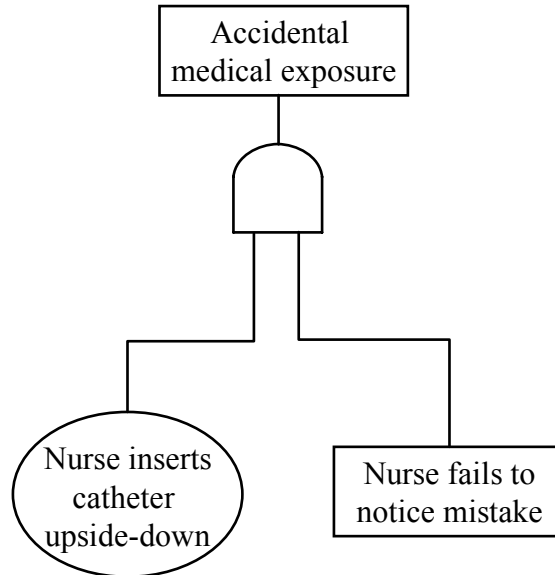 Accidental
medical exposure
Nurse inserts
catheter
upside-down
Nurse fails to
notice mistake